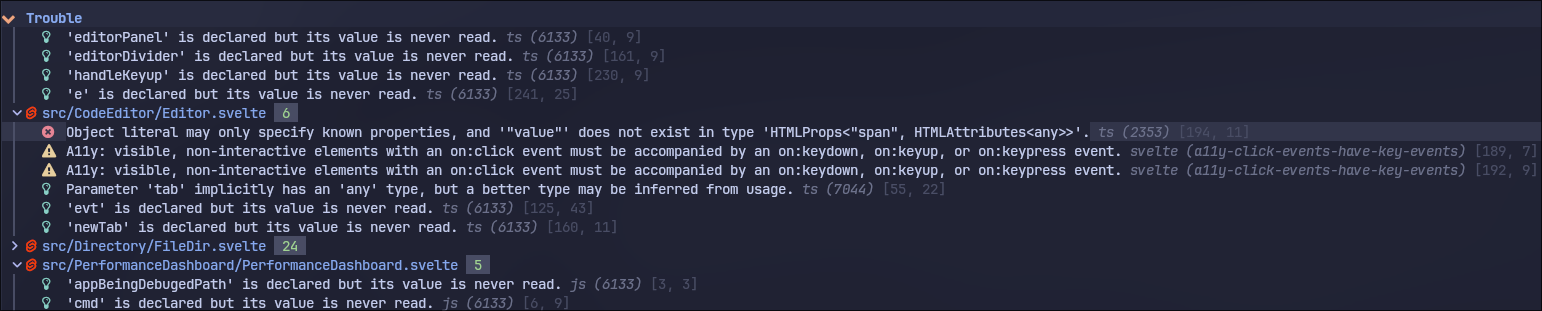 Trouble
'editorPanel' is declared but its value is never read. ts (6133) [40, 9]
'editorDivider' is declared but its value is never read. ts (6133) [161, 9]
'handleKeyup' is declared but its value is never read. ts (6133) [230, 9]
'e' is declared but its value is never read. ts (6133) [241, 25]
src/CodeEditor/Editor.svelte 6
Object literal may only specify known properties, and '"value"' does not exist in type 'HTMLProps<"span", HTMLAttributes<any>>'. ts (2353) [194, 11]
A11y: visible, non-interactive elements with an on:click event must be accompanied by an on:keydown, on:keyup, or on:keypress event. svelte (a11y-click-events-have-key-events) [189, 7]
A11y: visible, non-interactive elements with an on:click event must be accompanied by an on:keydown, on:keyup, or on:keypress event. svelte (a11y-click-events-have-key-events) [192, 9]
Parameter 'tab' implicitly has an 'any' type, but a better type may be inferred from usage. ts (7044) [55, 22]
'evt' is declared but its value is never read. ts (6133) [125, 43]
'newTab' is declared but its value is never read. ts (6133) [160, 11]
src/Directory/FileDir.svelte 24
src/PerformanceDashboard/PerformanceDashboard.svelte 5
'appBeingDebugedPath' is declared but its value is never read. js (6133) [3, 3]
'cmd' is declared but its value is never read. js (6133) [6, 9]